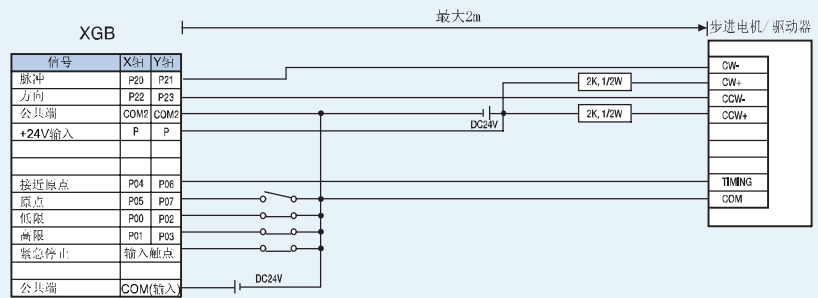 XGB
最大2m
步进电机/驱动器
信号 X轴 Y轴
脉冲 P20 P21
方向 P22 P23
公共端 COM2 COM2
+24V输入 P P
接近原点 P04 P06
原点 P05 P07
低限 P00 P02
高限 P01 P03
紧急停止 输入触点
公共端 COM(输入)
DC24V
DC24V
2K, 1/2W
2K, 1/2W
CW-
CW+
CCW-
CCW+
TIMING
COM